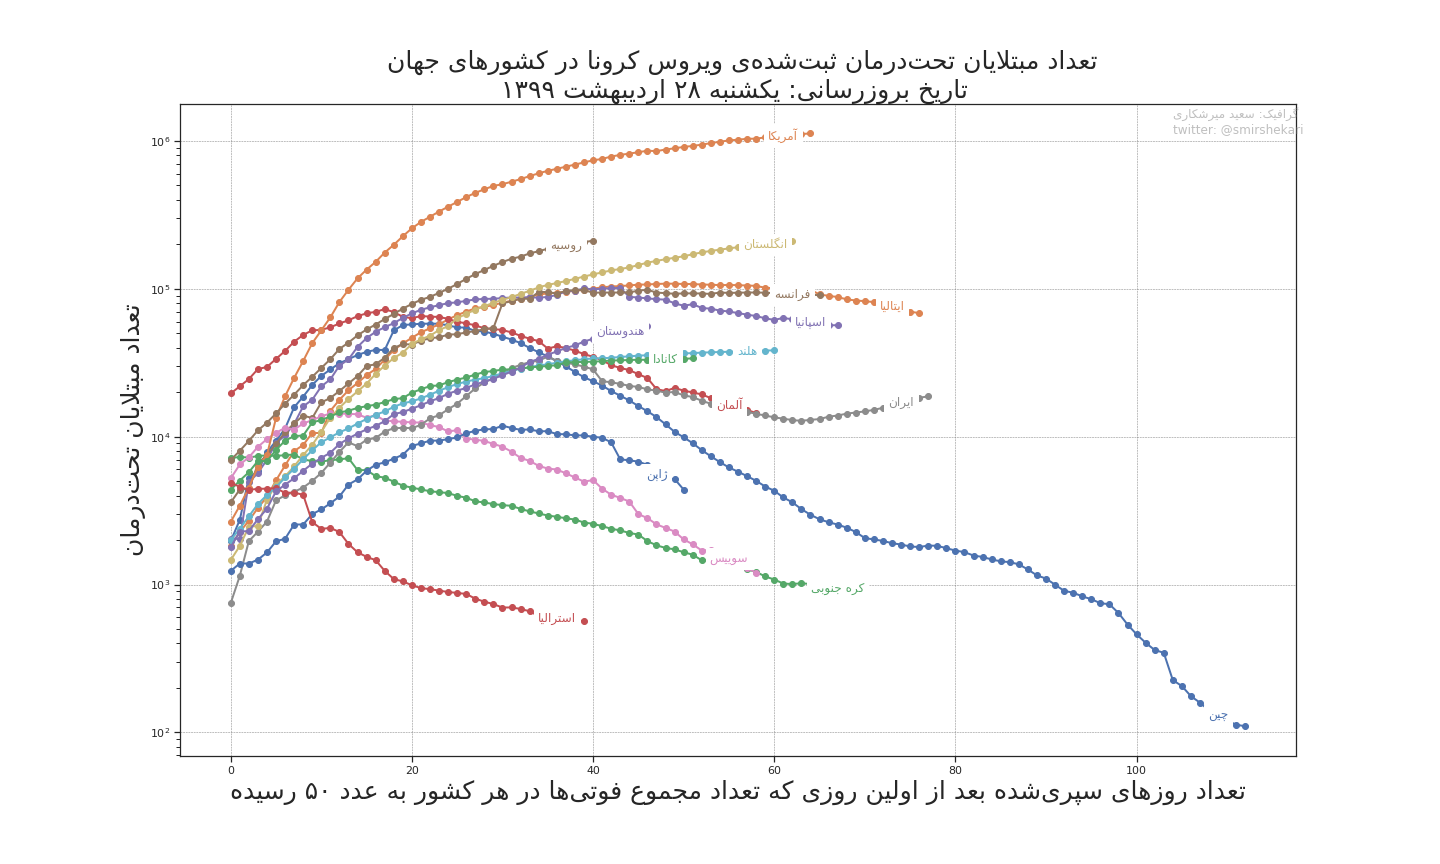 تعداد مبتلایان تحت‌درمان ثبت‌شده‌ی ویروس کرونا در کشورهای جهان
تاریخ بروزرسانی: یکشنبه ۲۸ اردیبهشت ۱۳۹۹
گرافیک: سعید میرشکاری
twitter: @smirshekari
تعداد مبتلایان تحت‌درمان
10⁶
10⁵
10⁴
10³
10²
آمریکا
روسیه
انگلستان
فرانسه
ایتالیا
اسپانیا
هندوستان
هلند
کانادا
آلمان
ایران
ژاپن
سوییس
کره جنوبی
استرالیا
چین
0 20 40 60 80 100
تعداد روزهای سپری‌شده بعد از اولین روزی که تعداد مجموع فوتی‌ها در هر کشور به عدد ۵۰ رسیده